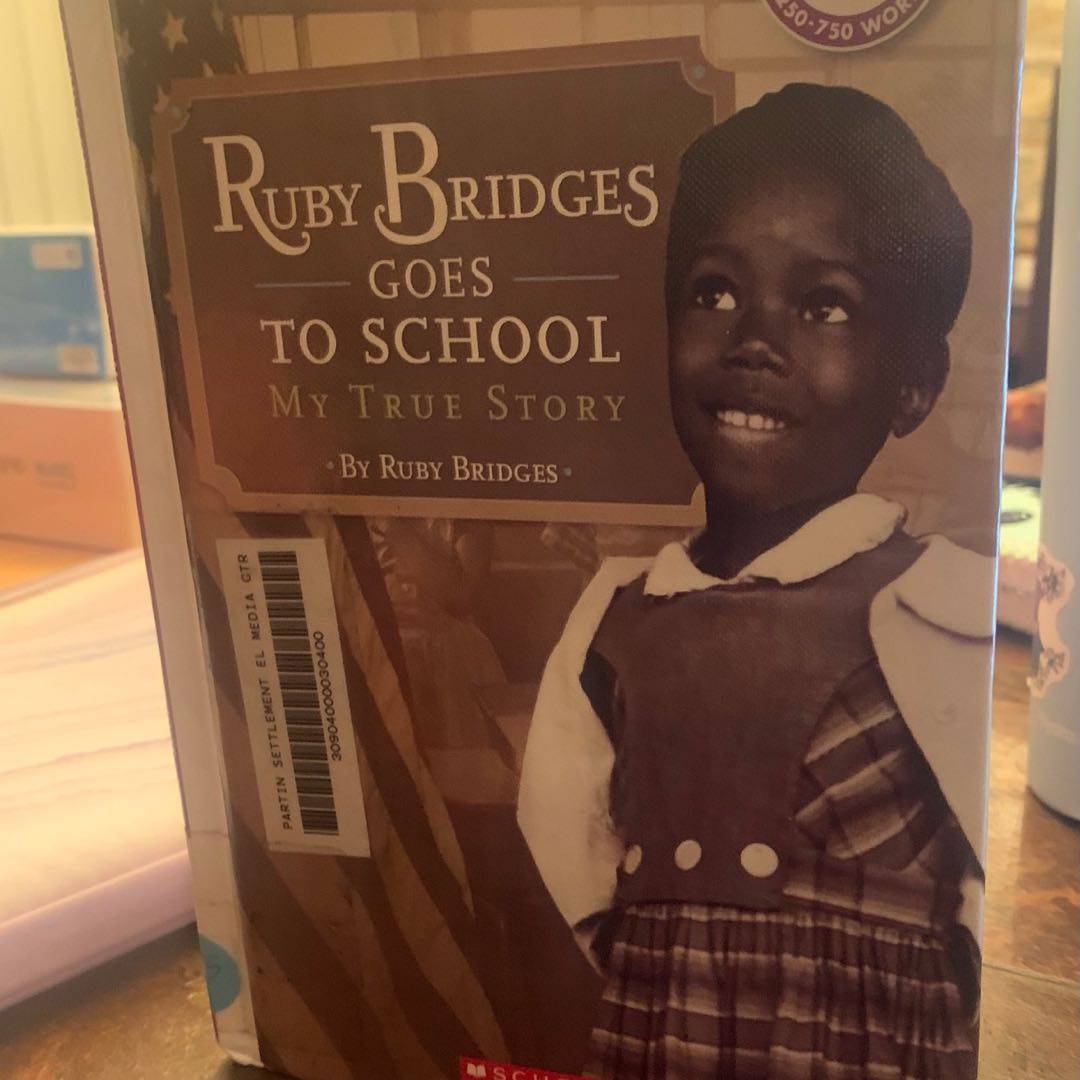 50-750 WOR
RUBY BRIDGES
GOES
TO SCHOOL
MY TRUE STORY
• BY RUBY BRIDGES •
PARTIN SETTLEMENT EL MEDIA CTR
30904000030400